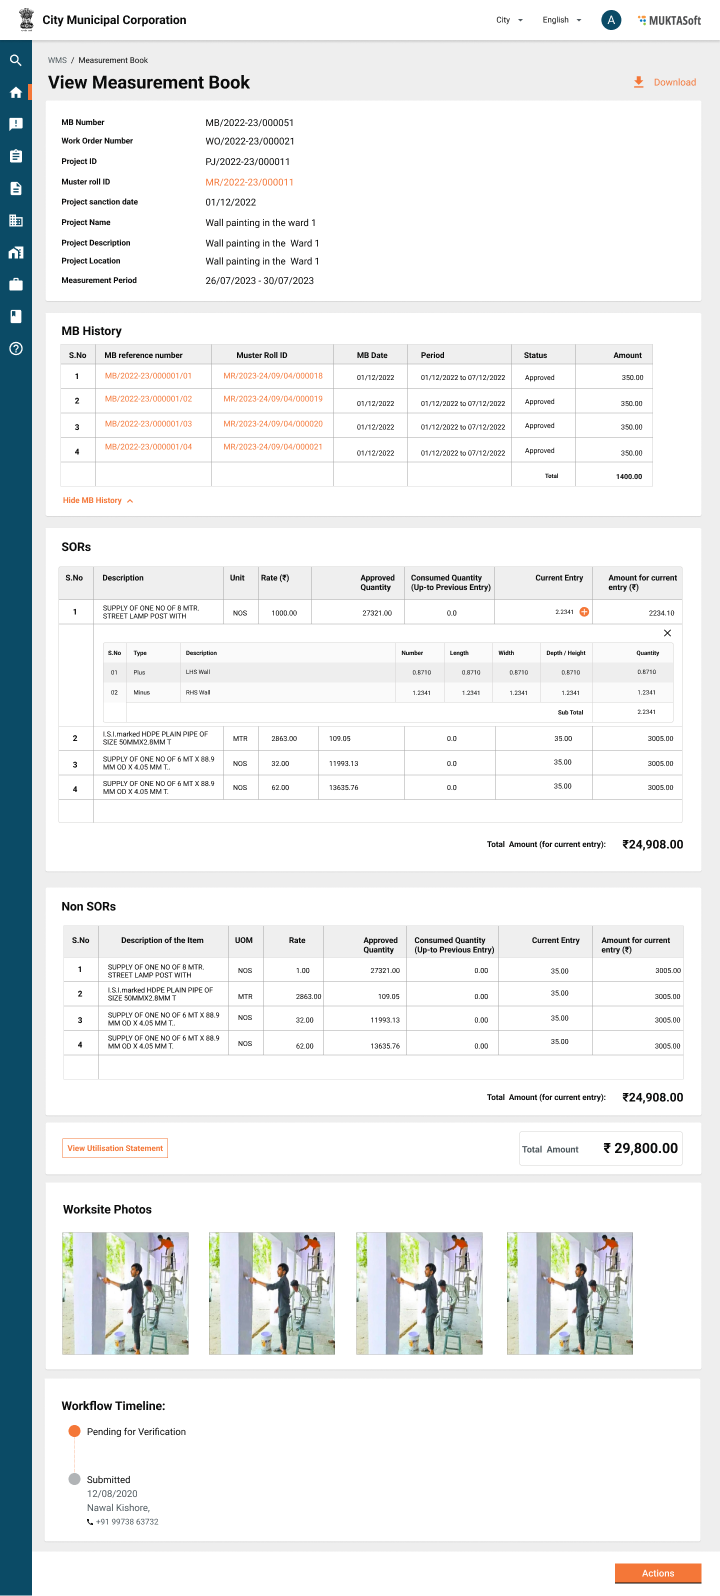 City Municipal Corporation
City
English
A
MUKTASoft
WMS / Measurement Book
View Measurement Book
Download
MB Number MB/2022-23/000051
Work Order Number WO/2022-23/000021
Project ID PJ/2022-23/000011
Muster roll ID MR/2022-23/000011
Project sanction date 01/12/2022
Project Name Wall painting in the ward 1
Project Description Wall painting in the Ward 1
Project Location Wall painting in the Ward 1
Measurement Period 26/07/2023 - 30/07/2023
MB History
S.No MB reference number Muster Roll ID MB Date Period Status Amount
1 MB/2022-23/000001/01 MR/2023-24/09/04/000018 01/12/2022 01/12/2022 to 07/12/2022 Approved 350.00
2 MB/2022-23/000001/02 MR/2023-24/09/04/000019 01/12/2022 01/12/2022 to 07/12/2022 Approved 350.00
3 MB/2022-23/000001/03 MR/2023-24/09/04/000020 01/12/2022 01/12/2022 to 07/12/2022 Approved 350.00
4 MB/2022-23/000001/04 MR/2023-24/09/04/000021 01/12/2022 01/12/2022 to 07/12/2022 Approved 350.00
Total 1400.00
Hide MB History
SORs
S.No Description Unit Rate (₹) Approved Quantity Consumed Quantity (Up-to Previous Entry) Current Entry Amount for current entry (₹)
1 SUPPLY OF ONE NO OF 8 MTR. STREET LAMP POST WITH NOS 1000.00 27321.00 0.0 2.2341 2234.10
S.No Type Description Number Length Width Depth / Height Quantity
01 Plus LHS Wall 0.8710 0.8710 0.8710 0.8710 0.8710
02 Minus RHS Wall 1.2341 1.2341 1.2341 1.2341 1.2341
Sub Total 2.2341
2 I.S.I.marked HDPE PLAIN PIPE OF SIZE 50MMX2.8MM T MTR 2863.00 109.05 0.0 35.00 3005.00
3 SUPPLY OF ONE NO OF 6 MT X 88.9 MM OD X 4.05 MM T.. NOS 32.00 11993.13 0.0 35.00 3005.00
4 SUPPLY OF ONE NO OF 6 MT X 88.9 MM OD X 4.05 MM T. NOS 62.00 13635.76 0.0 35.00 3005.00
Total Amount (for current entry): ₹24,908.00
Non SORs
S.No Description of the Item UOM Rate Approved Quantity Consumed Quantity (Up-to Previous Entry) Current Entry Amount for current entry (₹)
1 SUPPLY OF ONE NO OF 8 MTR. STREET LAMP POST WITH NOS 1.00 27321.00 0.00 35.00 3005.00
2 I.S.I.marked HDPE PLAIN PIPE OF SIZE 50MMX2.8MM T MTR 2863.00 109.05 0.00 35.00 3005.00
3 SUPPLY OF ONE NO OF 6 MT X 88.9 MM OD X 4.05 MM T.. NOS 32.00 11993.13 0.00 35.00 3005.00
4 SUPPLY OF ONE NO OF 6 MT X 88.9 MM OD X 4.05 MM T. NOS 62.00 13635.76 0.00 35.00 3005.00
Total Amount (for current entry): ₹24,908.00
View Utilisation Statement
Total Amount ₹ 29,800.00
Worksite Photos
Workflow Timeline:
Pending for Verification
Submitted
12/08/2020
Nawal Kishore,
+91 99738 63732
Actions